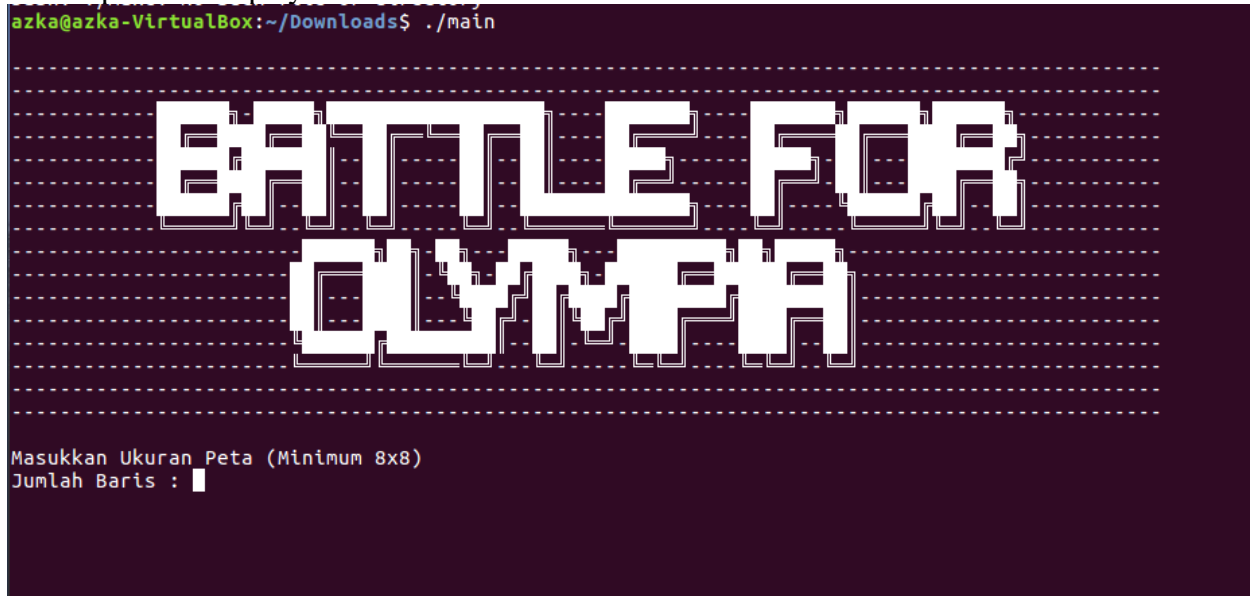 azka@azka-VirtualBox:~/Downloads$ ./main
BATTLE FOR
OLYMPIA
Masukkan Ukuran Peta (Minimum 8x8)
Jumlah Baris :